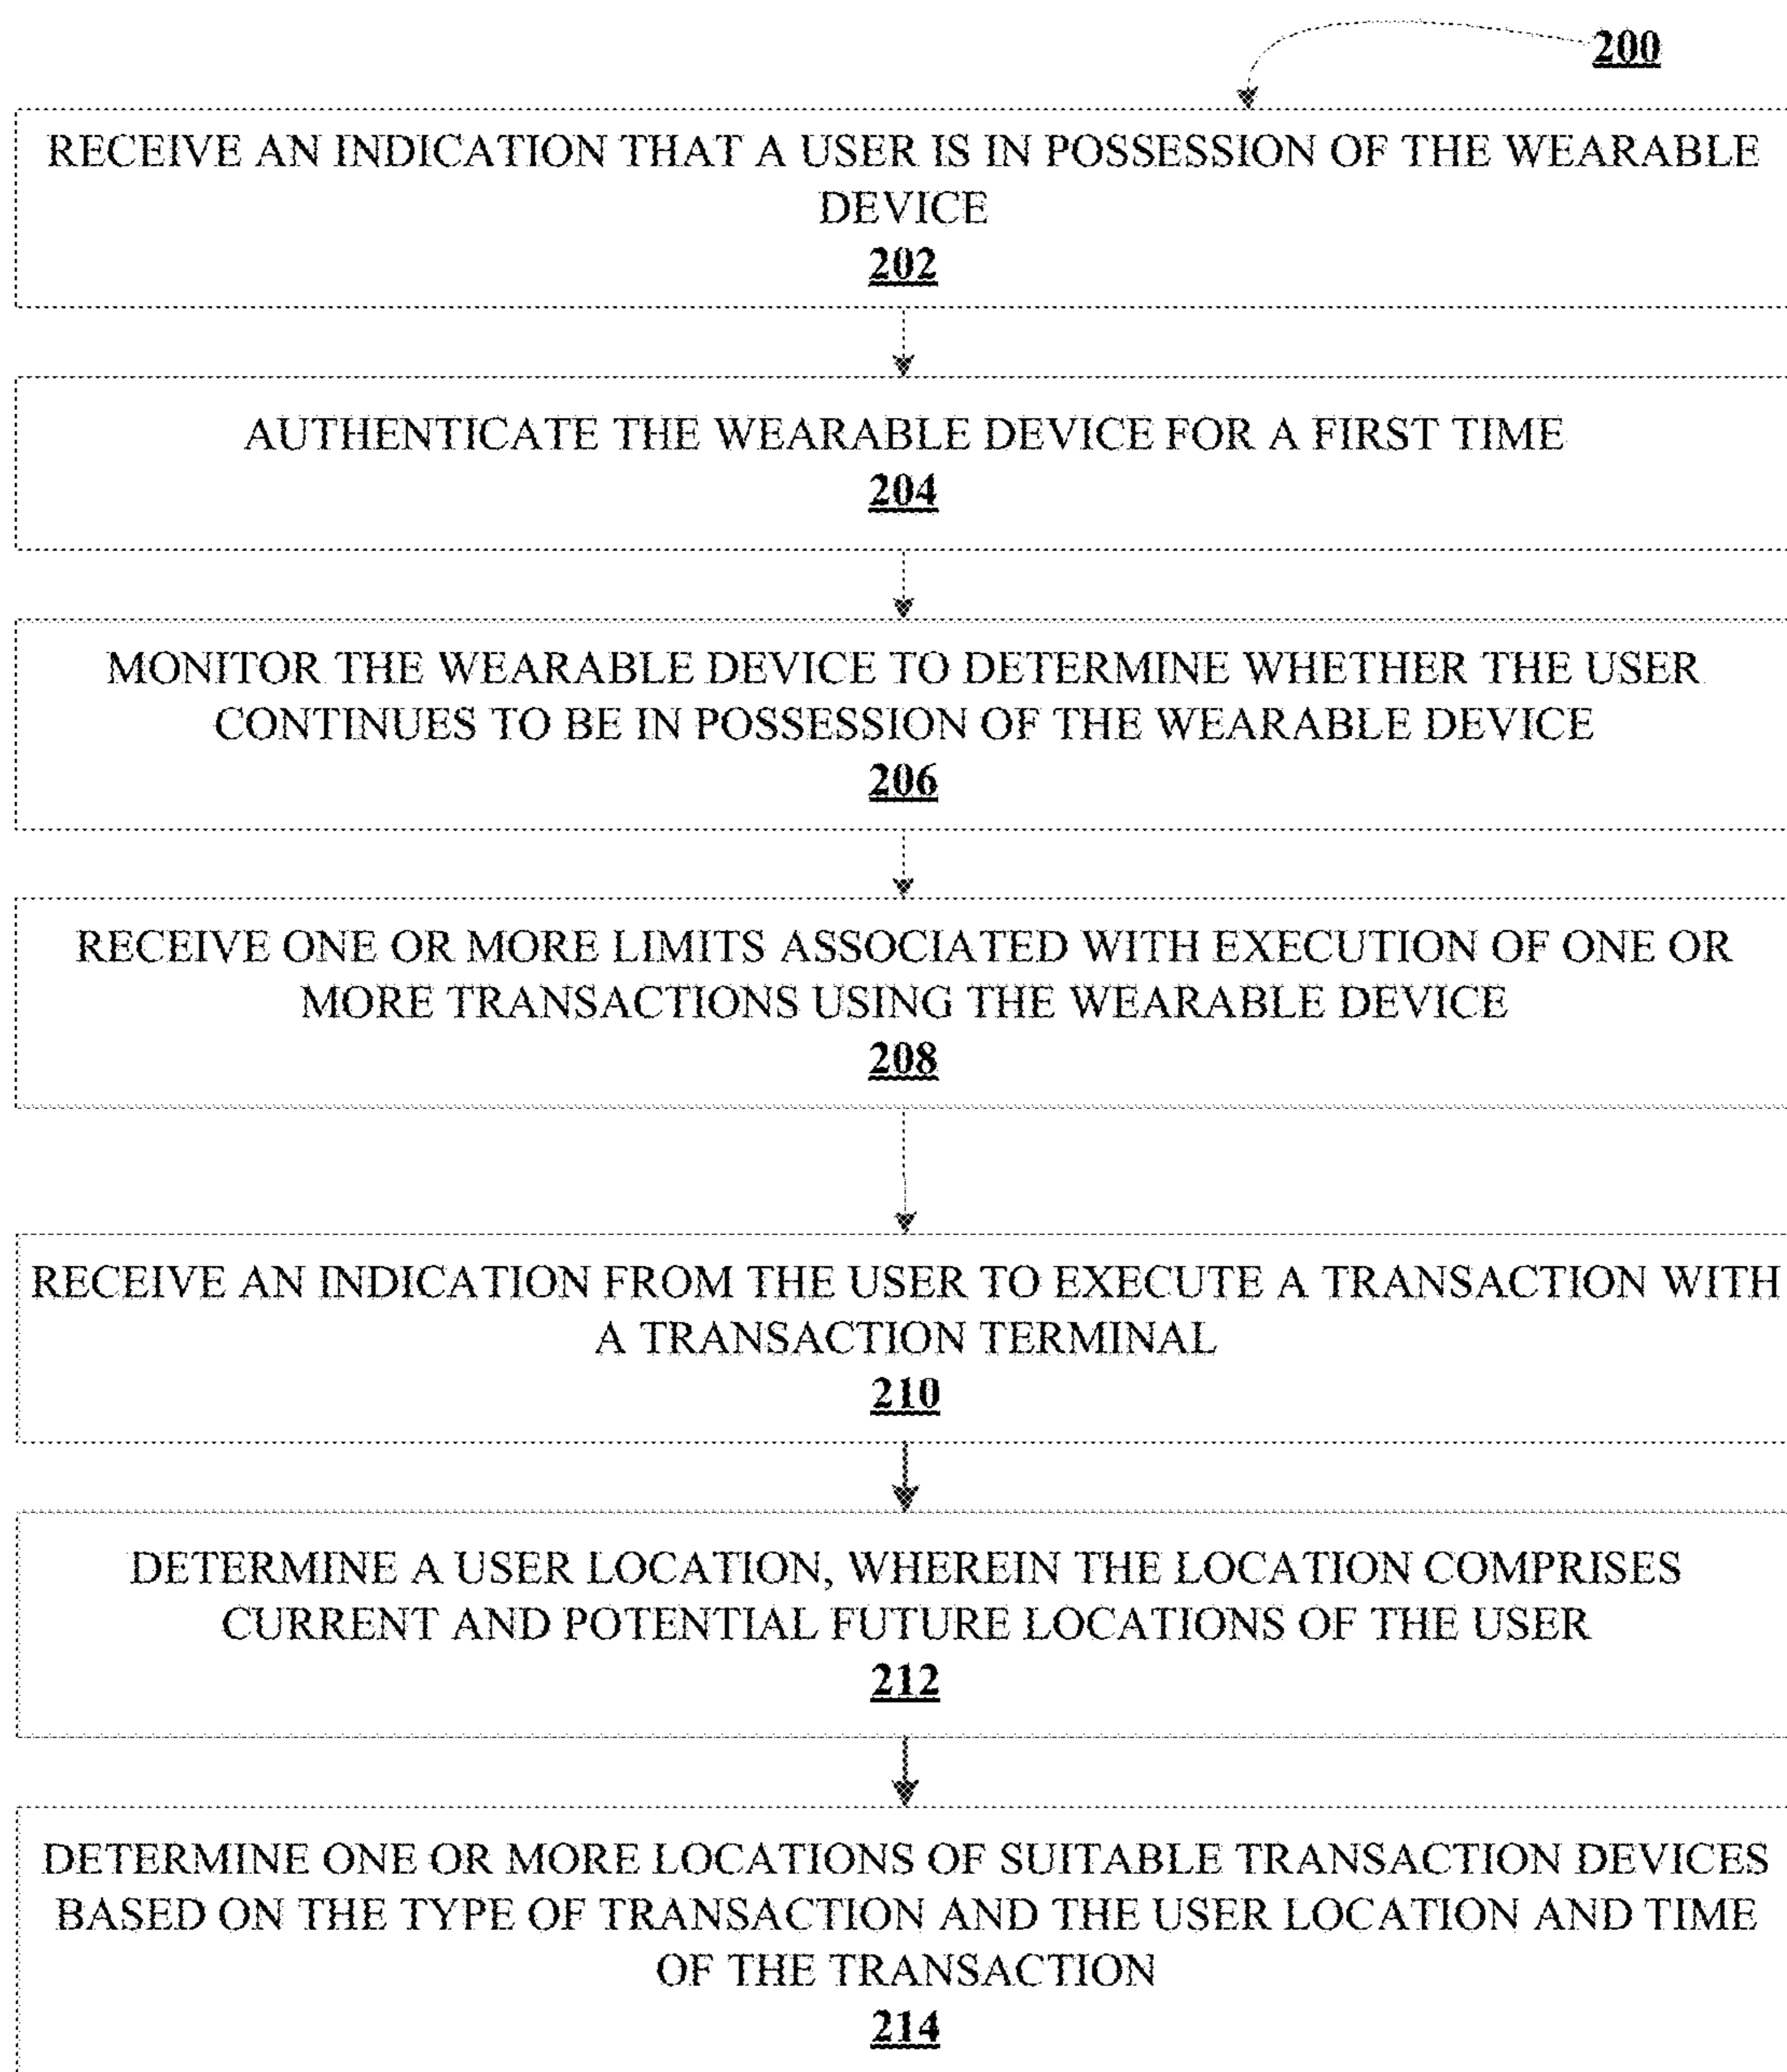 200
RECEIVE AN INDICATION THAT A USER IS IN POSSESSION OF THE WEARABLE
DEVICE
202
AUTHENTICATE THE WEARABLE DEVICE FOR A FIRST TIME
204
MONITOR THE WEARABLE DEVICE TO DETERMINE WHETHER THE USER
CONTINUES TO BE IN POSSESSION OF THE WEARABLE DEVICE
206
RECEIVE ONE OR MORE LIMITS ASSOCIATED WITH EXECUTION OF ONE OR
MORE TRANSACTIONS USING THE WEARABLE DEVICE
208
RECEIVE AN INDICATION FROM THE USER TO EXECUTE A TRANSACTION WITH
A TRANSACTION TERMINAL
210
DETERMINE A USER LOCATION, WHEREIN THE LOCATION COMPRISES
CURRENT AND POTENTIAL FUTURE LOCATIONS OF THE USER
212
DETERMINE ONE OR MORE LOCATIONS OF SUITABLE TRANSACTION DEVICES
BASED ON THE TYPE OF TRANSACTION AND THE USER LOCATION AND TIME
OF THE TRANSACTION
214